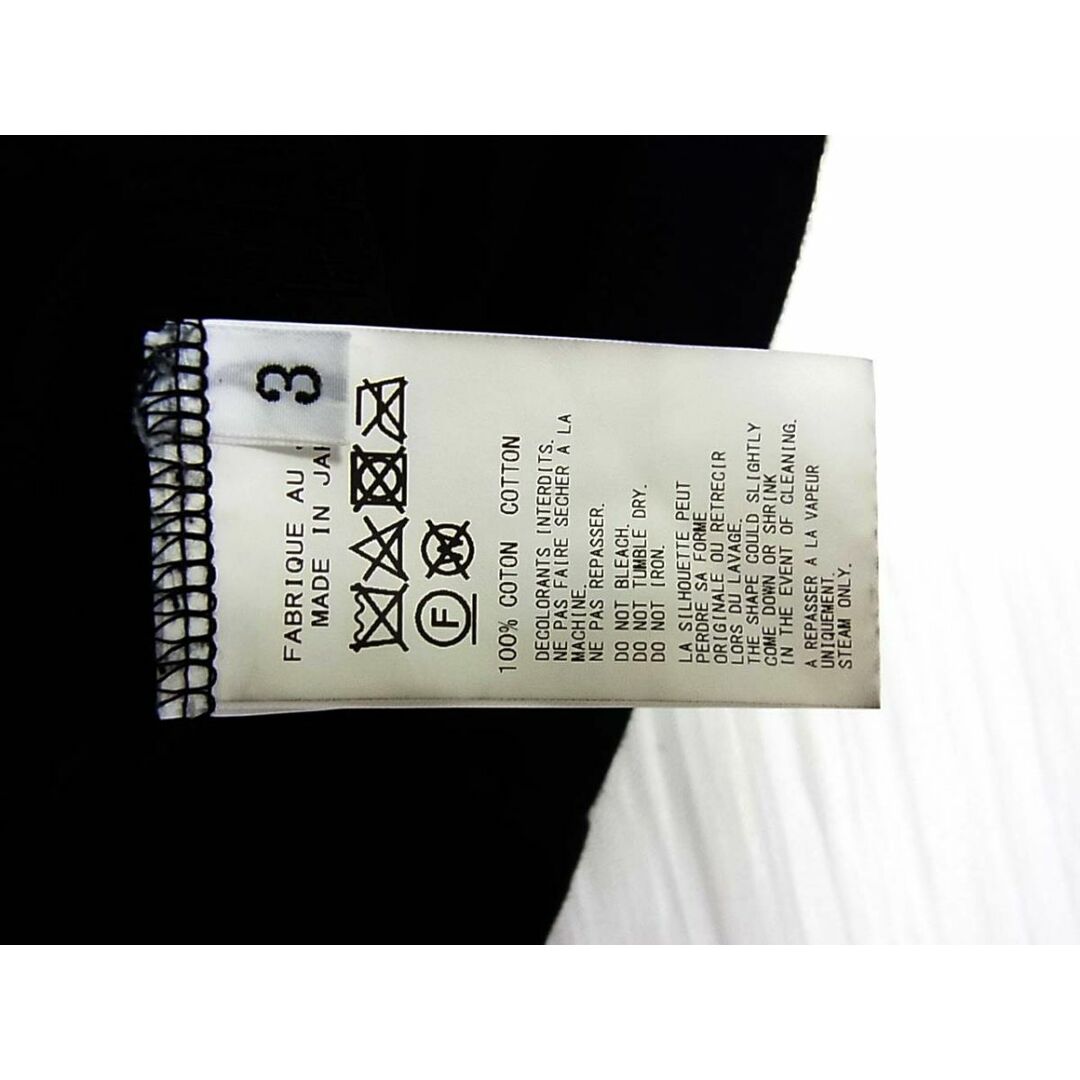 3
FABRIQUE AU
MADE IN
F
W
100% COTON COTTON
DECOLORANTS INTERDITS.
NE PAS FAIRE SECHER A LA
MACHINE.
NE PAS REPASSER.
DO NOT BLEACH.
DO NOT TUMBLE DRY.
DO NOT IRON.
LA SILHOUETTE PEUT
PERDRE SA FORME
ORIGINALE OU RETRECIR
LORS DU LAVAGE.
THE SHAPE COULD SLIGHTLY
COME DOWN OR SHRINK
IN THE EVENT OF CLEANING.
A REPASSER A LA VAPEUR
UNIQUEMENT.
STEAM ONLY.